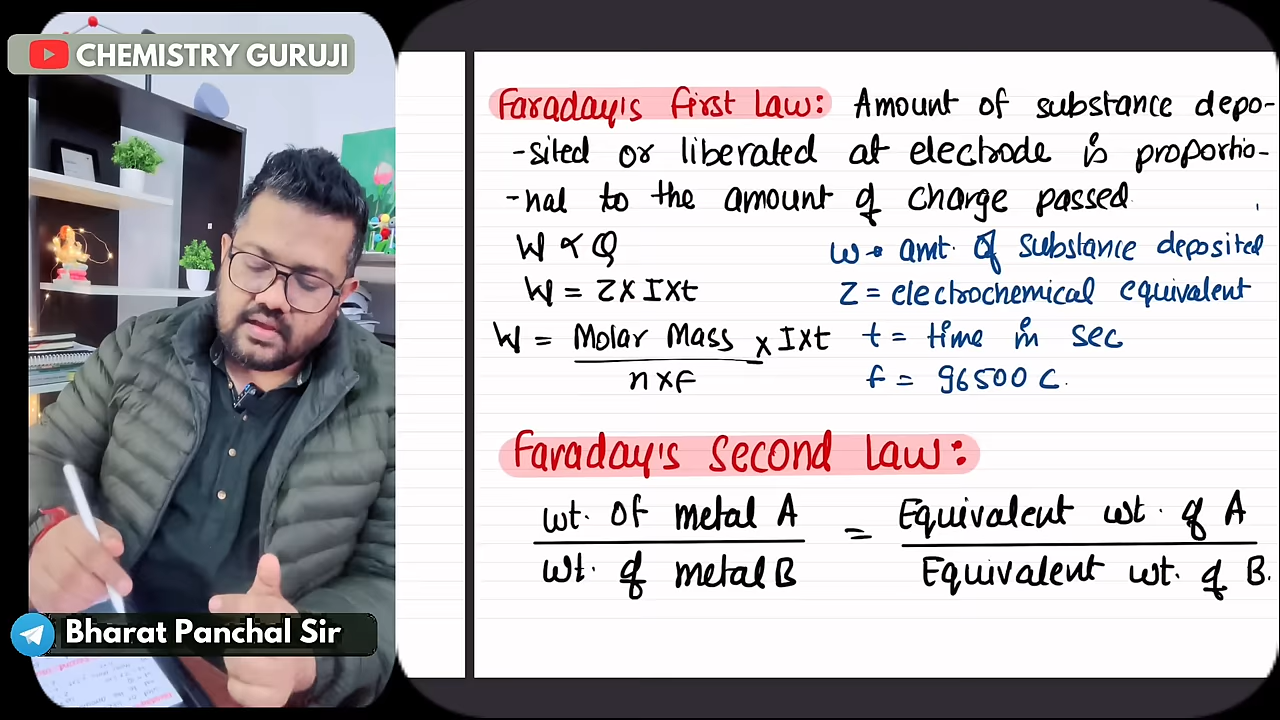 CHEMISTRY GURUJI
Faraday's First Law: Amount of substance depo-
-sited or liberated at electrode is proportio-
-nal to the amount of charge passed
W ∝ Q
w = amt. of substance deposited
W = Z X I X t
Z = electrochemical equivalent
W = Molar Mass / n X F X I X t
t = time in sec
f = 96500 C.
Faraday's Second Law:
wt. of metal A / wt. of metal B = Equivalent wt. of A / Equivalent wt. of B.
Bharat Panchal Sir